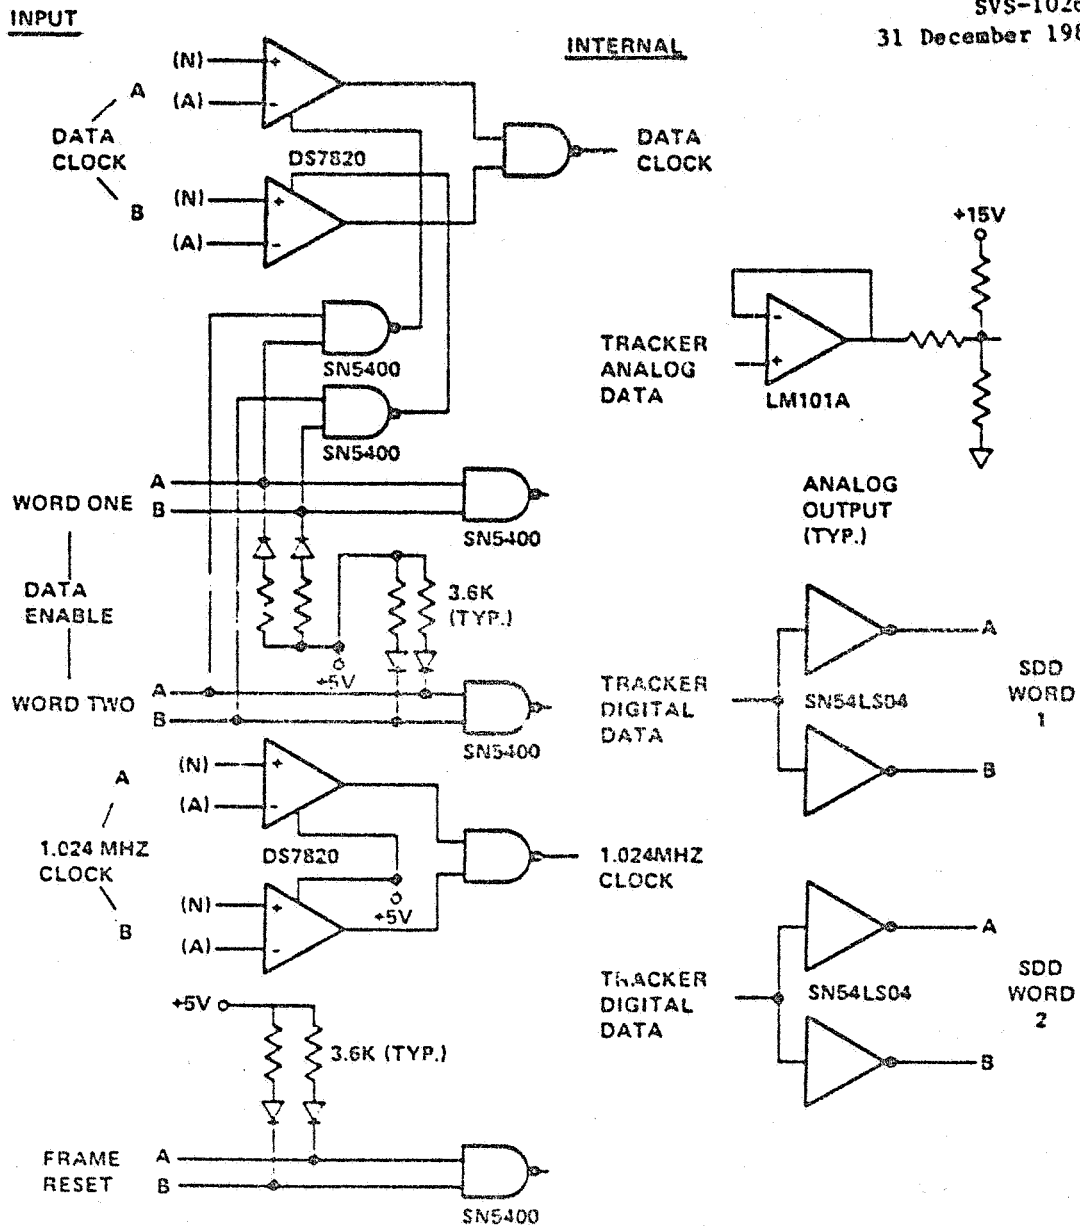 SVS-1026
31 December 198
INPUT
INTERNAL
DATA
CLOCK
A
(N)
(A)
+
-
DS7820
B
(N)
(A)
+
-
DATA
CLOCK
SN5400
SN5400
WORD ONE
A
B
SN5400
DATA
ENABLE
3.6K
(TYP.)
+5V
WORD TWO
A
B
SN5400
1.024 MHZ
CLOCK
A
(N)
(A)
+
-
DS7820
+5V
B
(N)
(A)
+
-
1.024MHZ
CLOCK
+5V
3.6K (TYP.)
FRAME
RESET
A
B
SN5400
+15V
TRACKER
ANALOG
DATA
-
+
LM101A
ANALOG
OUTPUT
(TYP.)
TRACKER
DIGITAL
DATA
SN54LS04
A
B
SDD
WORD
1
TRACKER
DIGITAL
DATA
SN54LS04
A
B
SDD
WORD
2